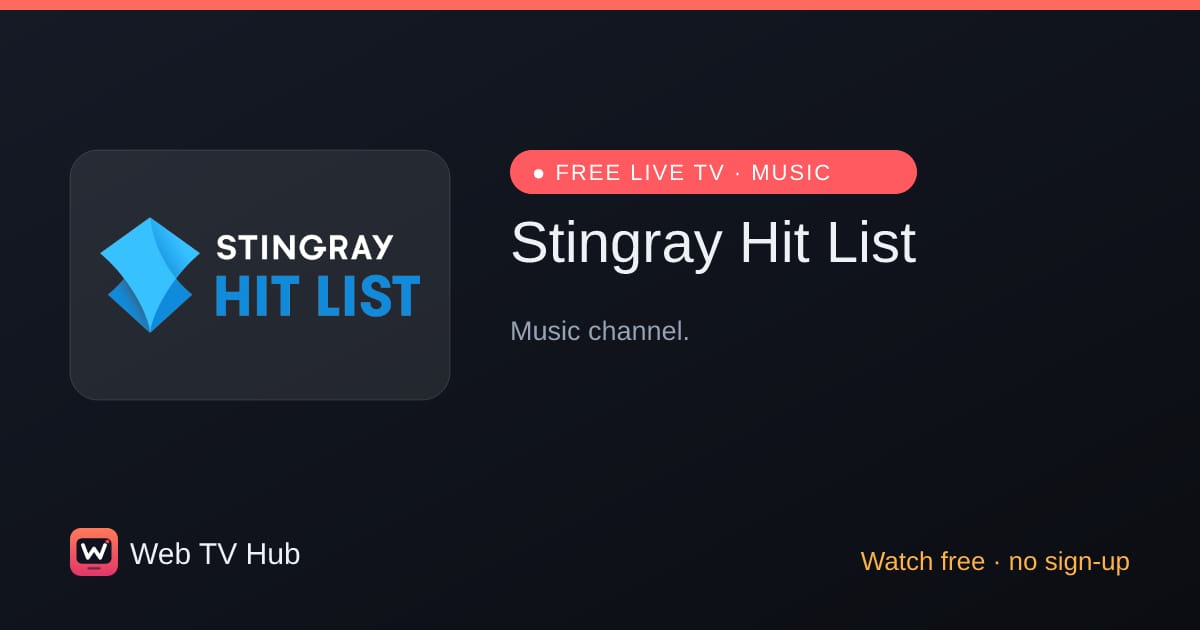 STINGRAY
HIT LIST
● FREE LIVE TV · MUSIC
Stingray Hit List
Music channel.
W
Web TV Hub
Watch free · no sign-up